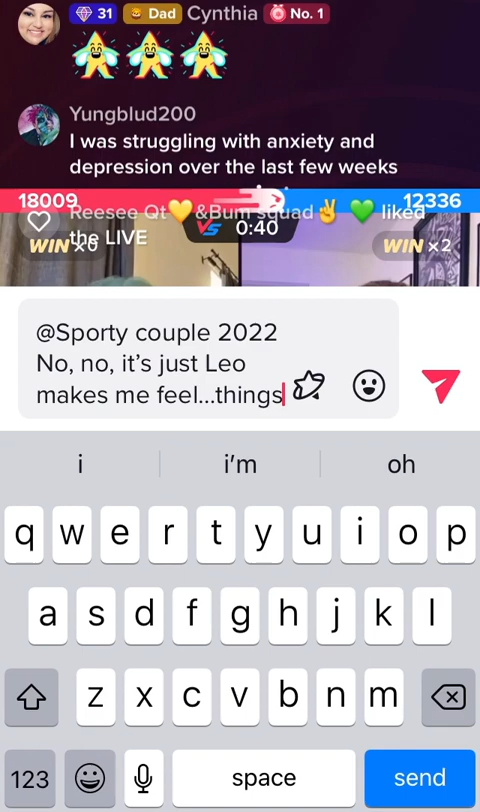 31 Dad Cynthia No. 1
Yungblud200
I was struggling with anxiety and
depression over the last few weeks
18009 12336
Reesee Qt💛&Bum squad✌️ 💚 liked
the LIVE
VS 0:40
WIN x6 WIN x2
@Sporty couple 2022
No, no, it’s just Leo
makes me feel...things
i i’m oh
q w e r t y u i o p
a s d f g h j k l
z x c v b n m
123 space send